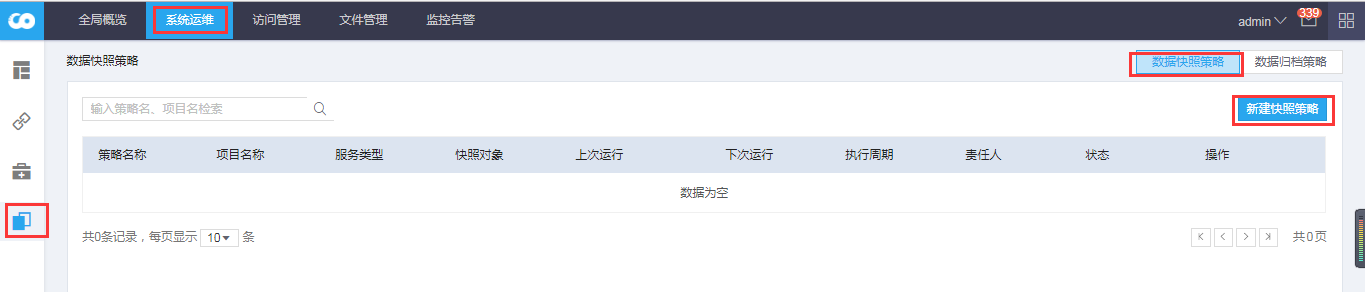 全局概览 系统运维 访问管理 文件管理 监控告警 admin 339
数据快照策略 数据快照策略 数据归档策略
输入策略名、项目名检索 新建快照策略
策略名称 项目名称 服务类型 快照对象 上次运行 下次运行 执行周期 责任人 状态 操作
数据为空
共0条记录，每页显示 10 条 共0页